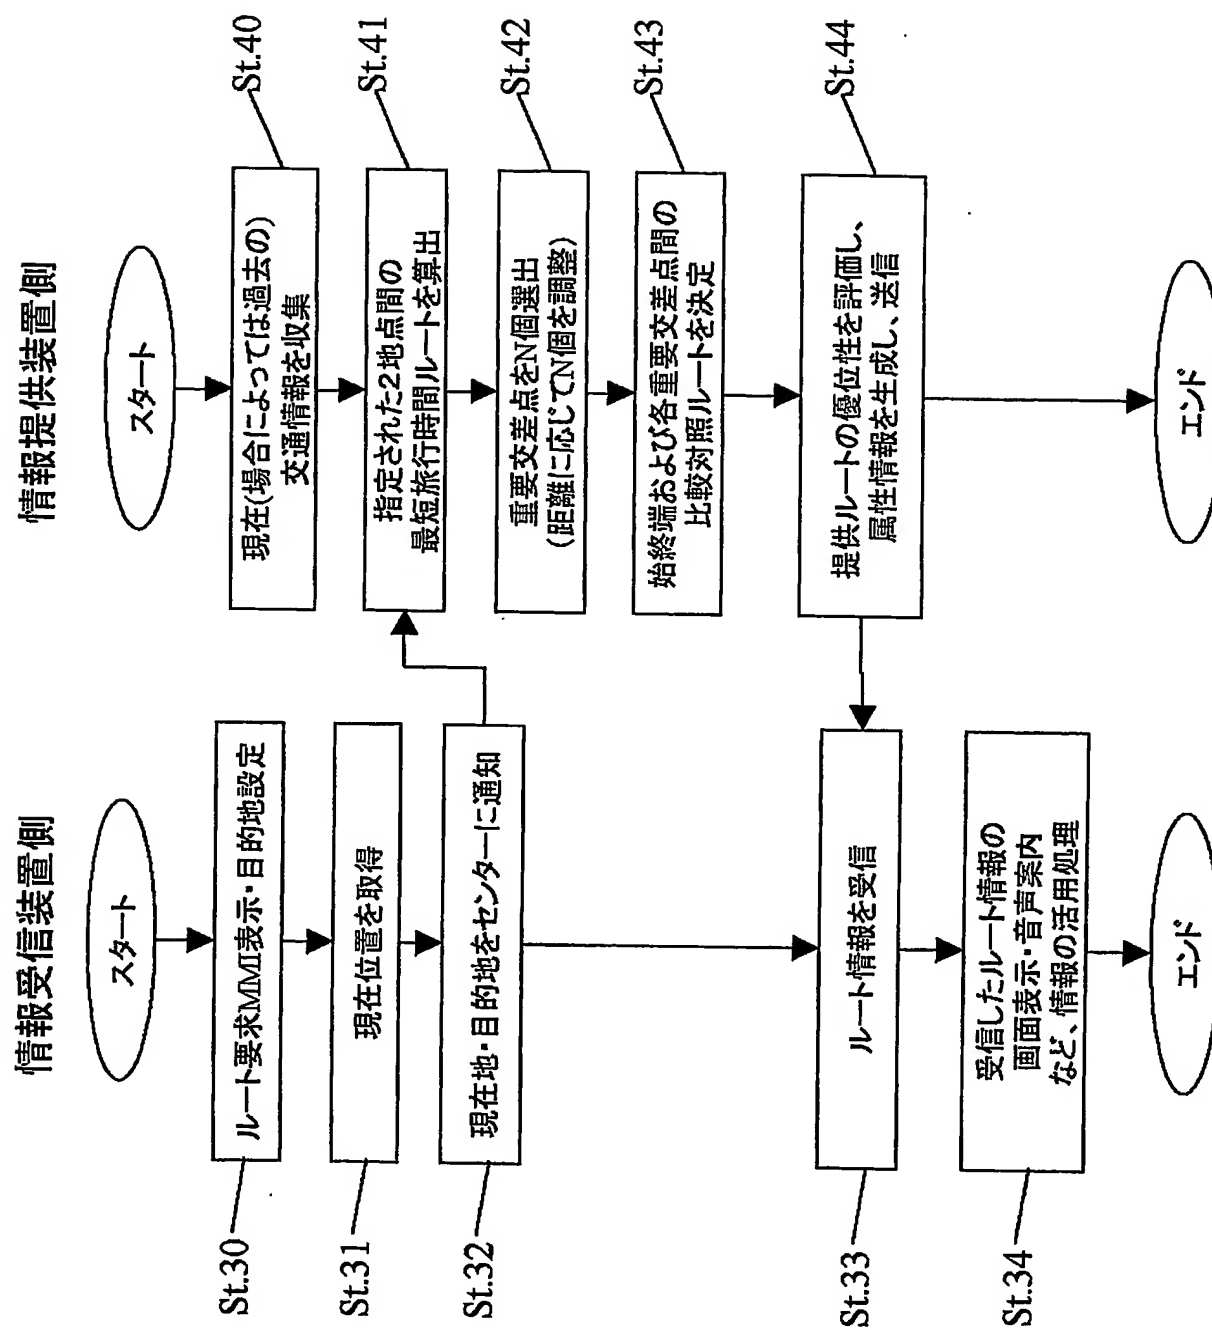 情報受信装置側
スタート
St.30
ルート要求MMI表示・目的地設定
St.31
現在位置を取得
St.32
現在地・目的地をセンターに通知
St.33
ルート情報を受信
St.34
受信したルート情報の
画面表示・音声案内
など、情報の活用処理
エンド
情報提供装置側
スタート
St.40
現在(場合によっては過去の)
交通情報を収集
St.41
指定された2地点間の
最短旅行時間ルートを算出
St.42
重要交差点をN個選出
(距離に応じてN個を調整)
St.43
始終端および各重要交差点間の
比較対照ルートを決定
St.44
提供ルートの優位性を評価し、
属性情報を生成し、送信
エンド